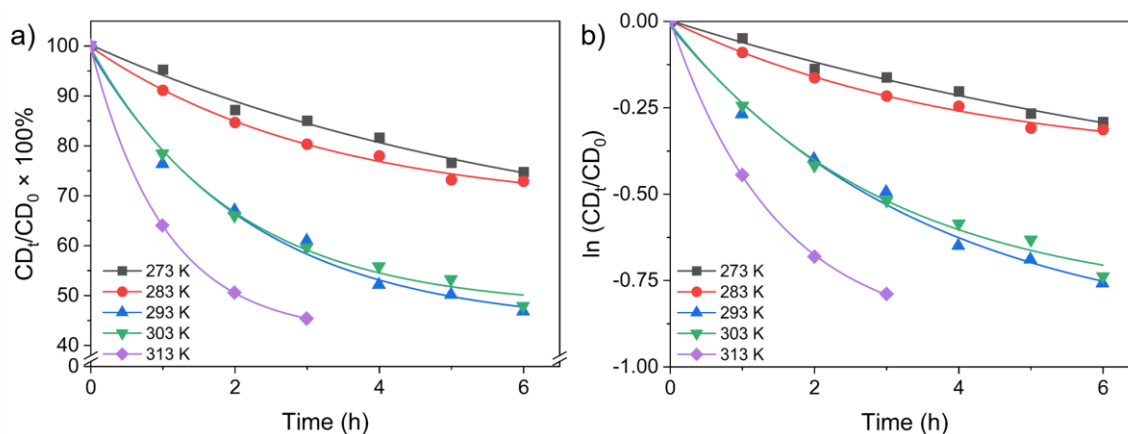 a)
CDₜ/CD₀ × 100%
100
90
80
70
60
50
40
0
273 K
283 K
293 K
303 K
313 K
0 2 4 6
Time (h)
b)
ln (CDₜ/CD₀)
0.00
-0.25
-0.50
-0.75
-1.00
273 K
283 K
293 K
303 K
313 K
0 2 4 6
Time (h)